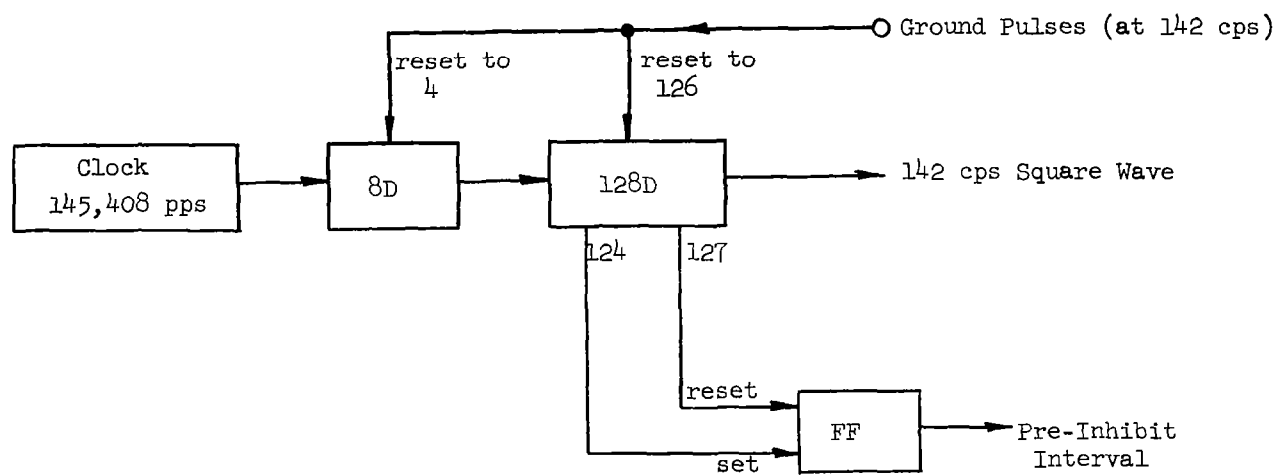 Ground Pulses (at 142 cps)
reset to
4
reset to
126
Clock
145,408 pps
8D
128D
142 cps Square Wave
124
127
reset
set
FF
Pre-Inhibit
Interval